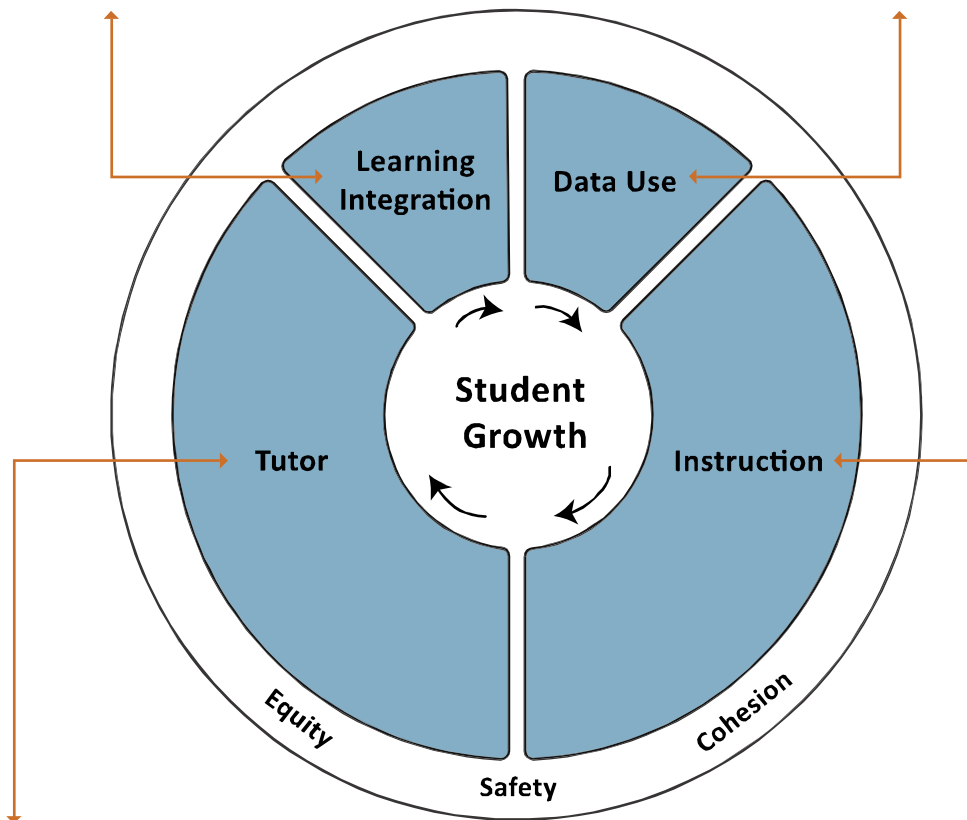 Learning
Integration
Data Use
Student
Growth
Tutor
Instruction
Equity
Safety
Cohesion